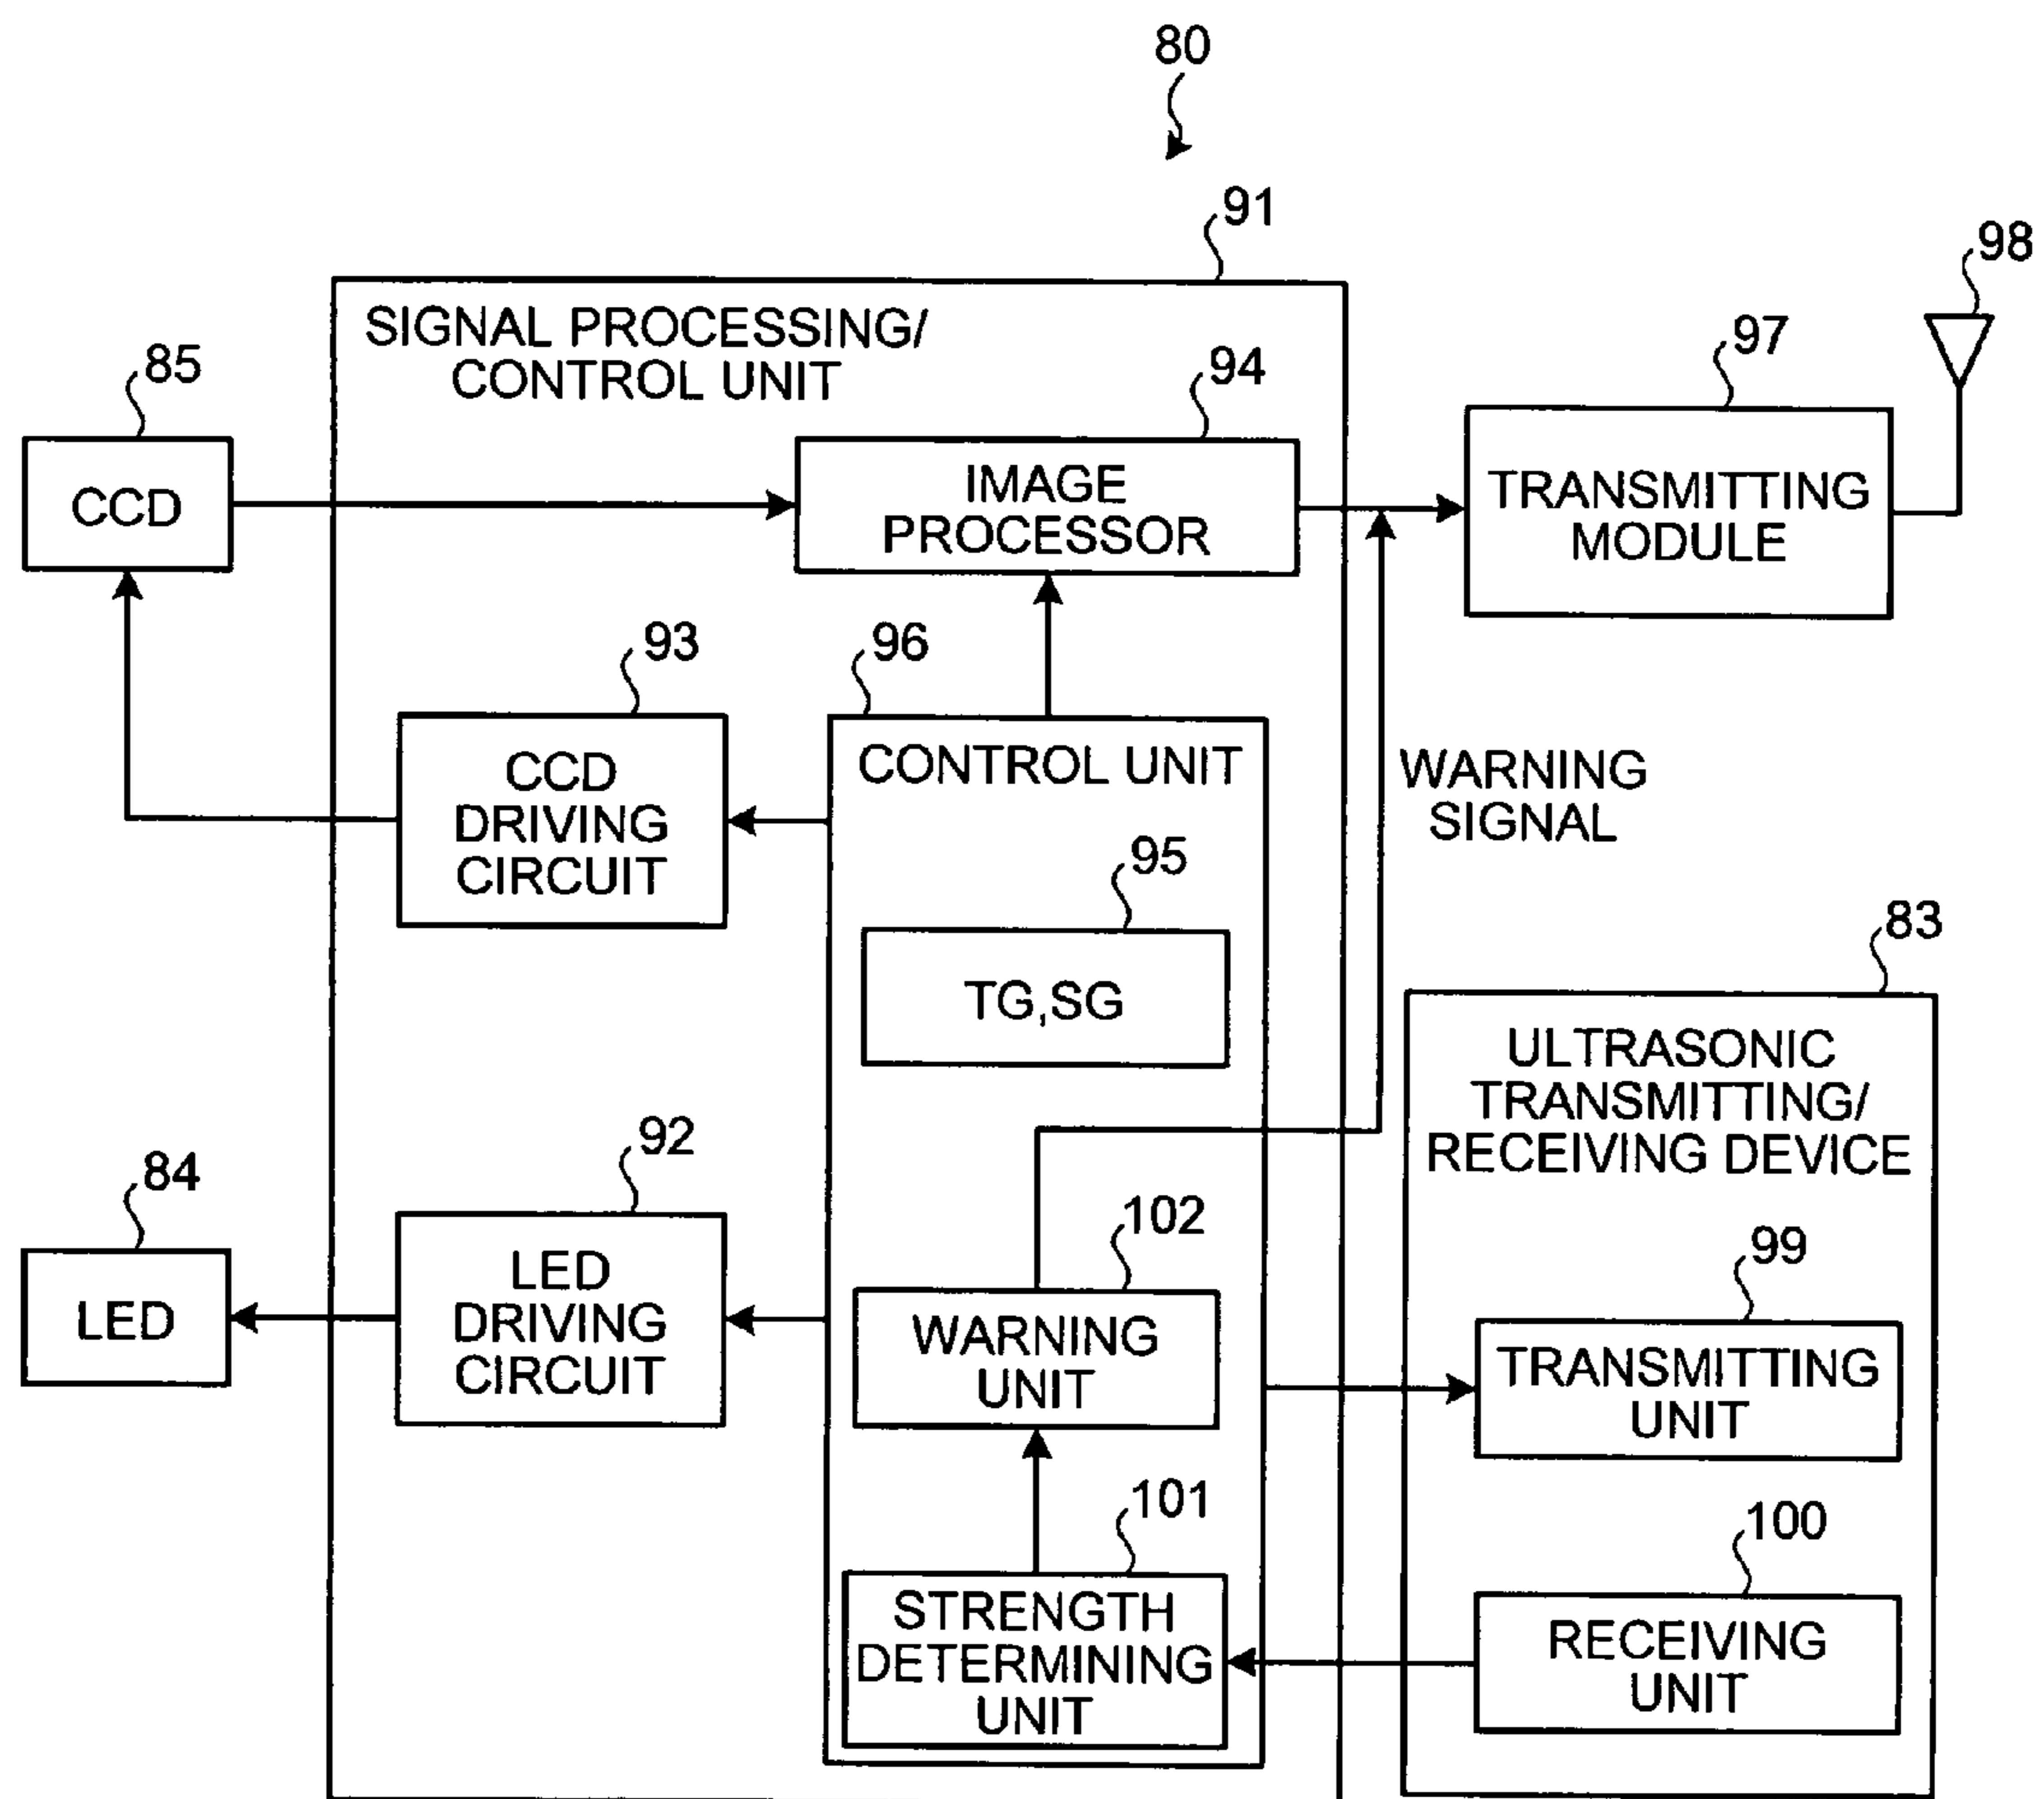 80
91
98
SIGNAL PROCESSING/
CONTROL UNIT
85
94
97
CCD
IMAGE
PROCESSOR
TRANSMITTING
MODULE
93
96
CCD
DRIVING
CIRCUIT
CONTROL UNIT
WARNING
SIGNAL
95
TG,SG
83
ULTRASONIC
TRANSMITTING/
RECEIVING DEVICE
84
92
102
99
LED
LED
DRIVING
CIRCUIT
WARNING
UNIT
TRANSMITTING
UNIT
101
100
STRENGTH
DETERMINING
UNIT
RECEIVING
UNIT